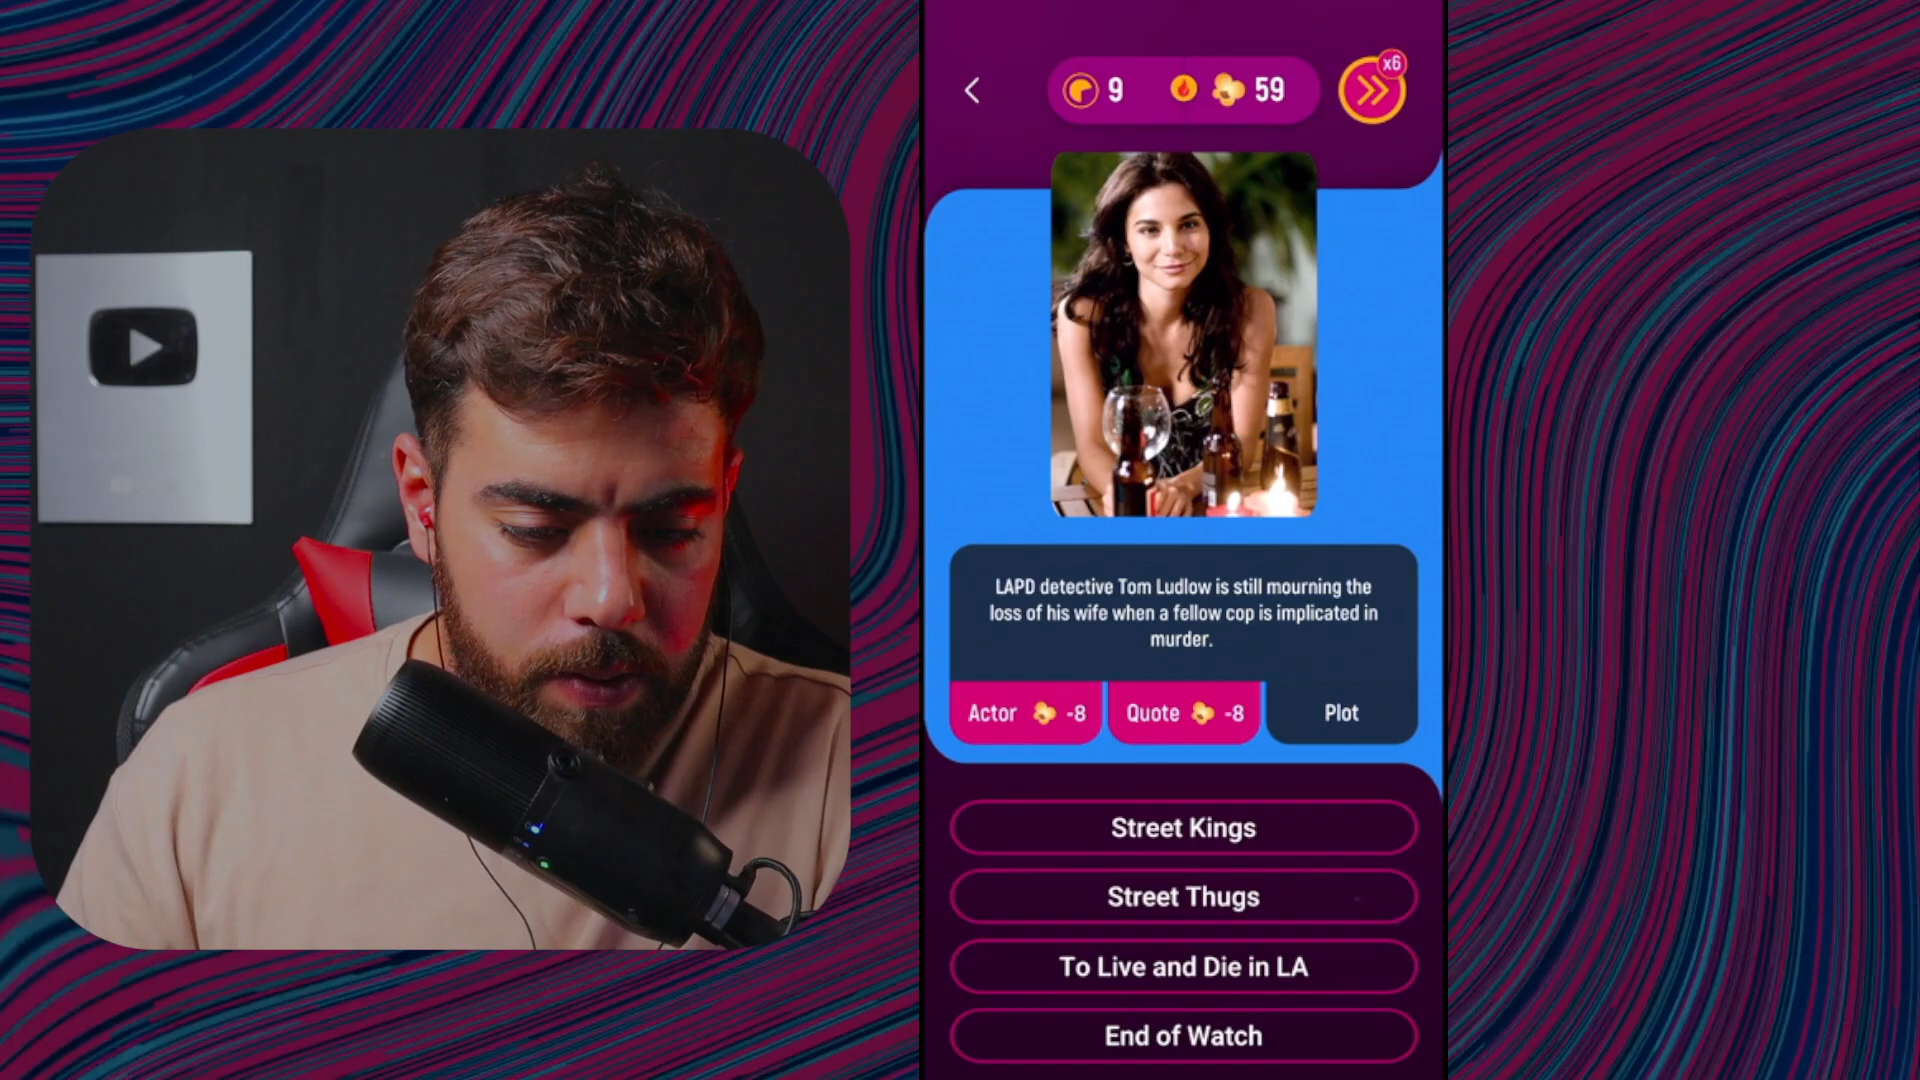 9
59
x6
LAPD detective Tom Ludlow is still mourning the
loss of his wife when a fellow cop is implicated in
murder.
Actor -8
Quote -8
Plot
Street Kings
Street Thugs
To Live and Die in LA
End of Watch